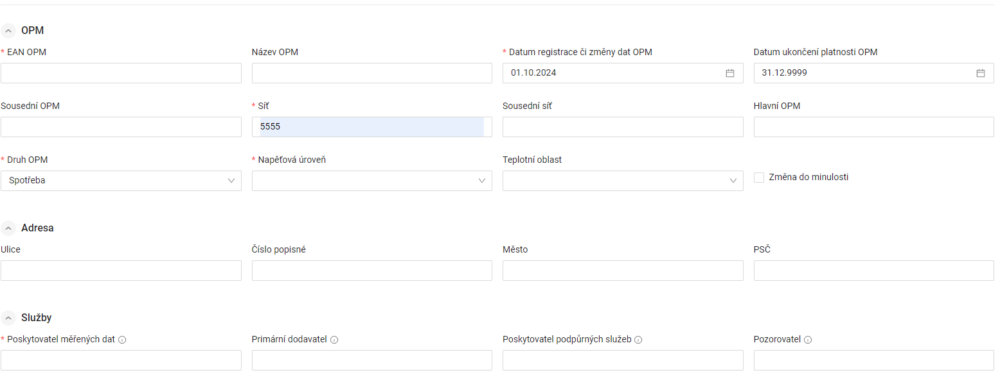 OPM
* EAN OPM Název OPM * Datum registrace či změny dat OPM Datum ukončení platnosti OPM
01.10.2024 31.12.9999
Sousední OPM * Síť Sousední síť Hlavní OPM
5555
* Druh OPM * Napěťová úroveň Teplotní oblast
Spotřeba Změna do minulosti
Adresa
Ulice Číslo popisné Město PSČ
Služby
* Poskytovatel měřených dat Primární dodavatel Poskytovatel podpůrných služeb Pozorovatel